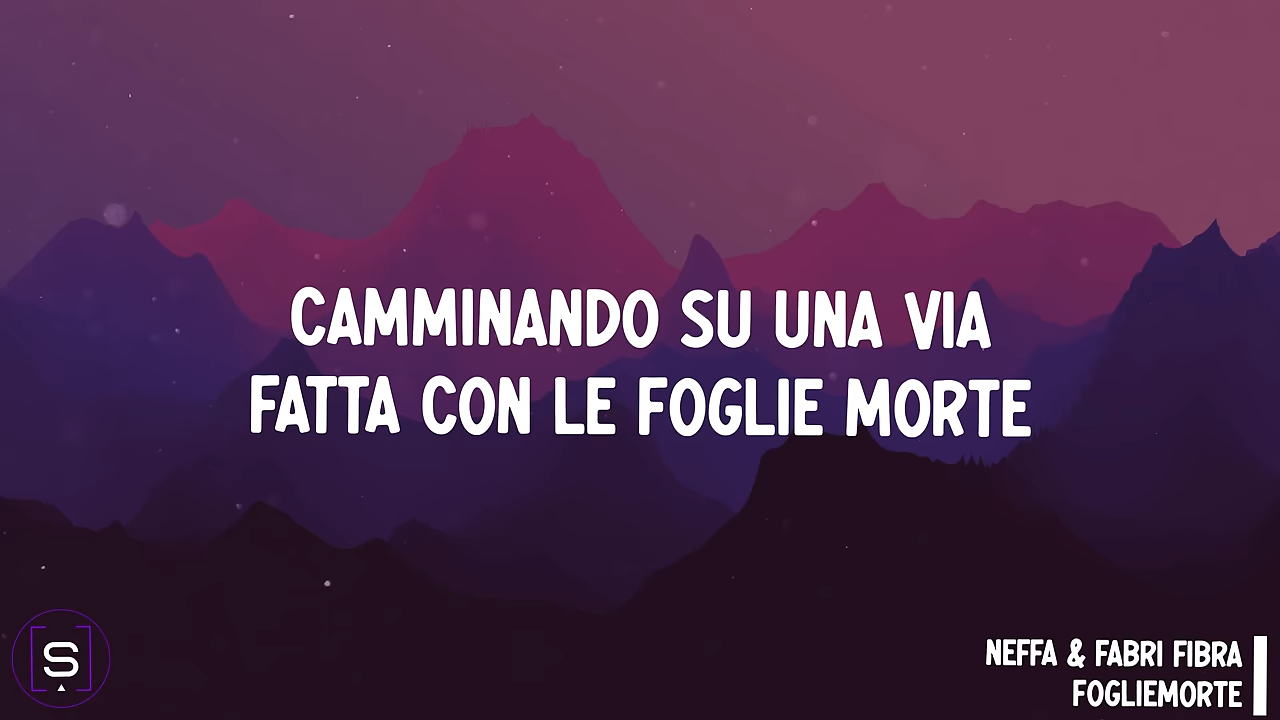 CAMMINANDO SU UNA VIA
FATTA CON LE FOGLIE MORTE
S
NEFFA & FABRI FIBRA
FOGLIEMORTE